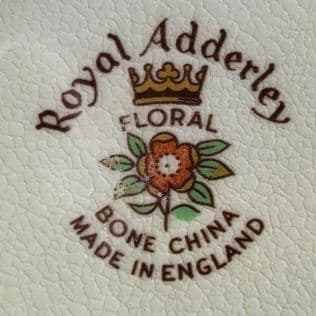 Royal Adderley
FLORAL
BONE CHINA
MADE IN ENGLAND